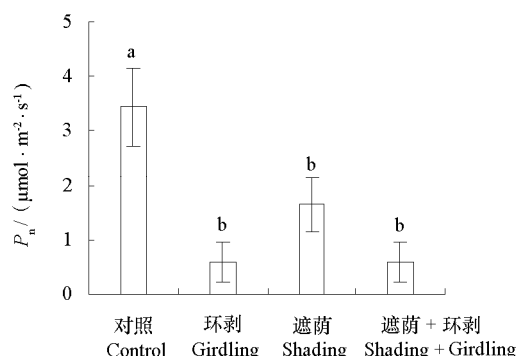 5
4
3
2
1
0
Pn/(μmol·m-2·s-1)
a
b
b
b
对照 环剥 遮荫 遮荫+环剥
Control Girdling Shading Shading+Girdling